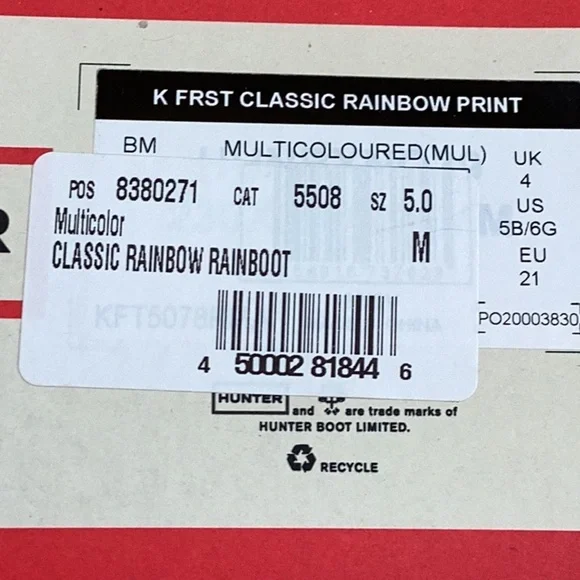 K FRST CLASSIC RAINBOW PRINT
BM MULTICOLOURED(MUL)
UK
4
US
5B/6G
EU
21
PO20003830
POS 8380271 CAT 5508 SZ 5.0
Multicolor M
CLASSIC RAINBOW RAINBOOT
4 50002 81844 6
R
HUNTER and are trade marks of
HUNTER BOOT LIMITED.
RECYCLE